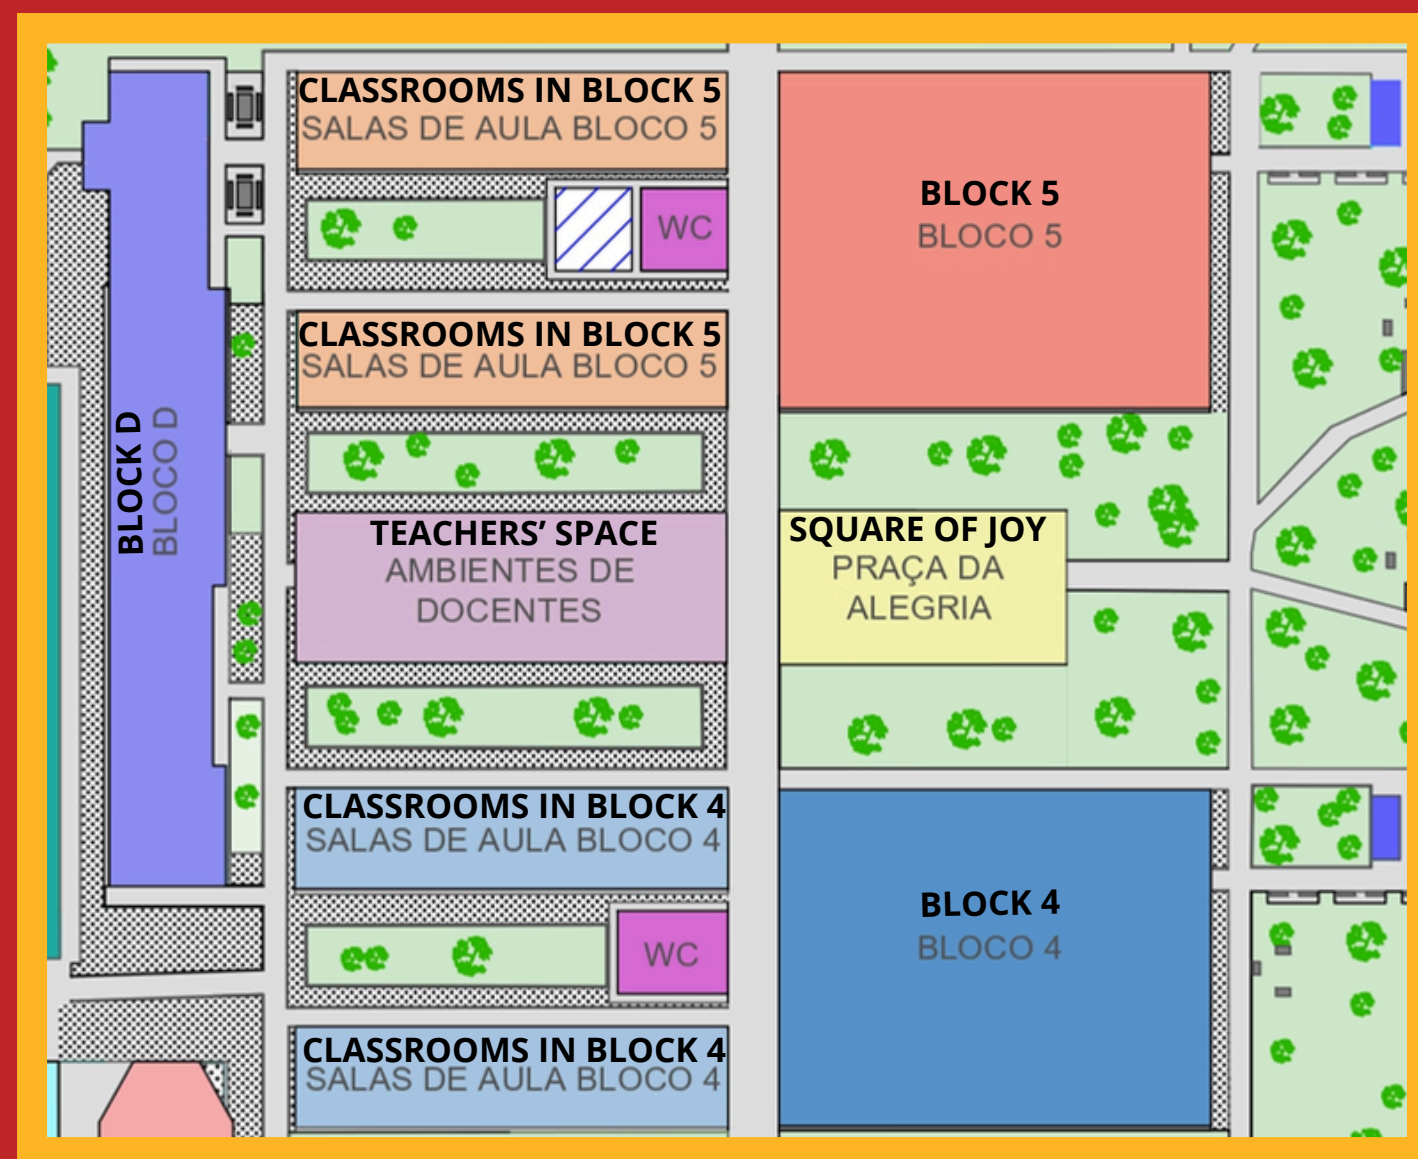 CLASSROOMS IN BLOCK 5
SALAS DE AULA BLOCO 5
WC
BLOCK 5
BLOCO 5
CLASSROOMS IN BLOCK 5
SALAS DE AULA BLOCO 5
BLOCK D
BLOCO D
TEACHERS’ SPACE
AMBIENTES DE
DOCENTES
SQUARE OF JOY
PRAÇA DA
ALEGRIA
CLASSROOMS IN BLOCK 4
SALAS DE AULA BLOCO 4
WC
BLOCK 4
BLOCO 4
CLASSROOMS IN BLOCK 4
SALAS DE AULA BLOCO 4